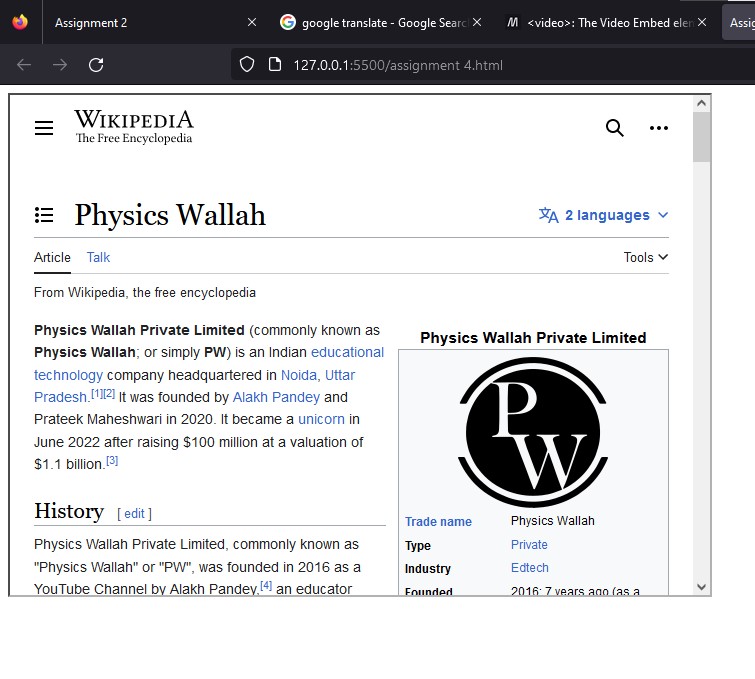 Assignment 2
google translate - Google Searc
<video>: The Video Embed elem
Assig
127.0.0.1:5500/assignment 4.html
WIKIPEDIA
The Free Encyclopedia
Physics Wallah
2 languages
Article Talk
Tools
From Wikipedia, the free encyclopedia
Physics Wallah Private Limited (commonly known as
Physics Wallah; or simply PW) is an Indian educational
technology company headquartered in Noida, Uttar
Pradesh.[1][2] It was founded by Alakh Pandey and
Prateek Maheshwari in 2020. It became a unicorn in
June 2022 after raising $100 million at a valuation of
$1.1 billion.[3]
History [ edit ]
Physics Wallah Private Limited, commonly known as
"Physics Wallah" or "PW", was founded in 2016 as a
YouTube Channel by Alakh Pandey,[4] an educator
Physics Wallah Private Limited
PW
Trade name Physics Wallah
Type Private
Industry Edtech
Founded 2016; 7 years ago (as a